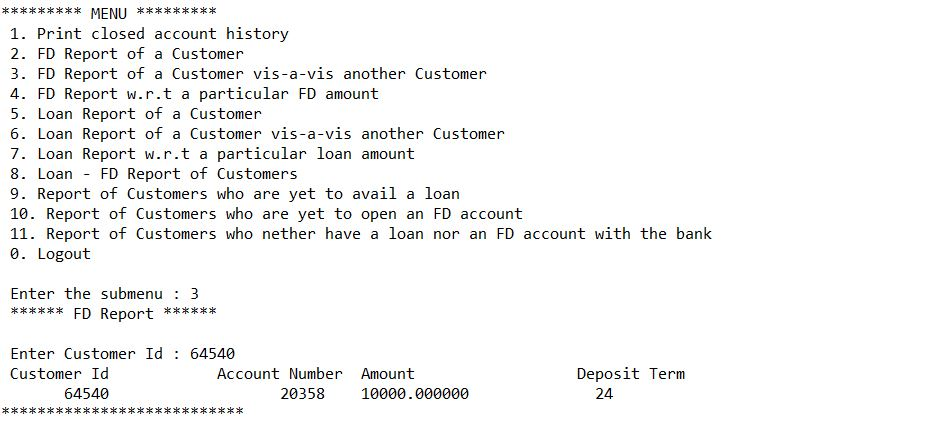 ********* MENU *********
1. Print closed account history
2. FD Report of a Customer
3. FD Report of a Customer vis-a-vis another Customer
4. FD Report w.r.t a particular FD amount
5. Loan Report of a Customer
6. Loan Report of a Customer vis-a-vis another Customer
7. Loan Report w.r.t a particular loan amount
8. Loan - FD Report of Customers
9. Report of Customers who are yet to avail a loan
10. Report of Customers who are yet to open an FD account
11. Report of Customers who nether have a loan nor an FD account with the bank
0. Logout
Enter the submenu : 3
****** FD Report ******
Enter Customer Id : 64540
Customer Id Account Number Amount Deposit Term
64540 20358 10000.000000 24
***************************